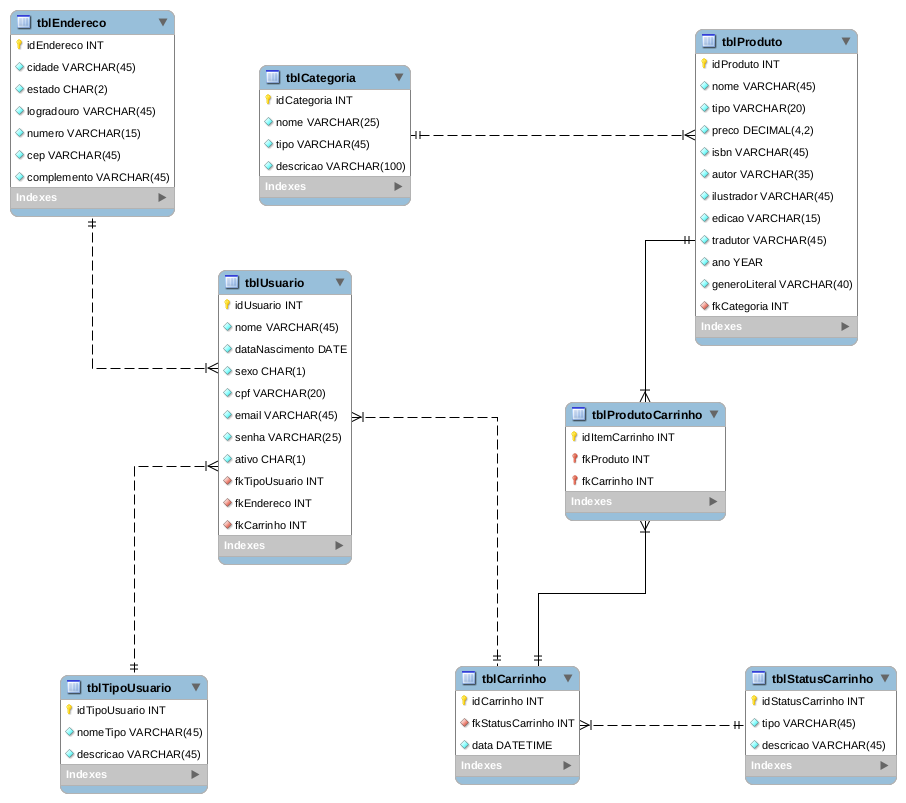 tblEndereco
idEndereco INT
cidade VARCHAR(45)
estado CHAR(2)
logradouro VARCHAR(45)
numero VARCHAR(15)
cep VARCHAR(45)
complemento VARCHAR(45)
Indexes
tblCategoria
idCategoria INT
nome VARCHAR(25)
tipo VARCHAR(45)
descricao VARCHAR(100)
Indexes
tblProduto
idProduto INT
nome VARCHAR(45)
tipo VARCHAR(20)
preco DECIMAL(4,2)
isbn VARCHAR(45)
autor VARCHAR(35)
ilustrador VARCHAR(45)
edicao VARCHAR(15)
tradutor VARCHAR(45)
ano YEAR
generoLiteral VARCHAR(40)
fkCategoria INT
Indexes
tblUsuario
idUsuario INT
nome VARCHAR(45)
dataNascimento DATE
sexo CHAR(1)
cpf VARCHAR(20)
email VARCHAR(45)
senha VARCHAR(25)
ativo CHAR(1)
fkTipoUsuario INT
fkEndereco INT
fkCarrinho INT
Indexes
tblProdutoCarrinho
idItemCarrinho INT
fkProduto INT
fkCarrinho INT
Indexes
tblTipoUsuario
idTipoUsuario INT
nomeTipo VARCHAR(45)
descricao VARCHAR(45)
Indexes
tblCarrinho
idCarrinho INT
fkStatusCarrinho INT
data DATETIME
Indexes
tblStatusCarrinho
idStatusCarrinho INT
tipo VARCHAR(45)
descricao VARCHAR(45)
Indexes